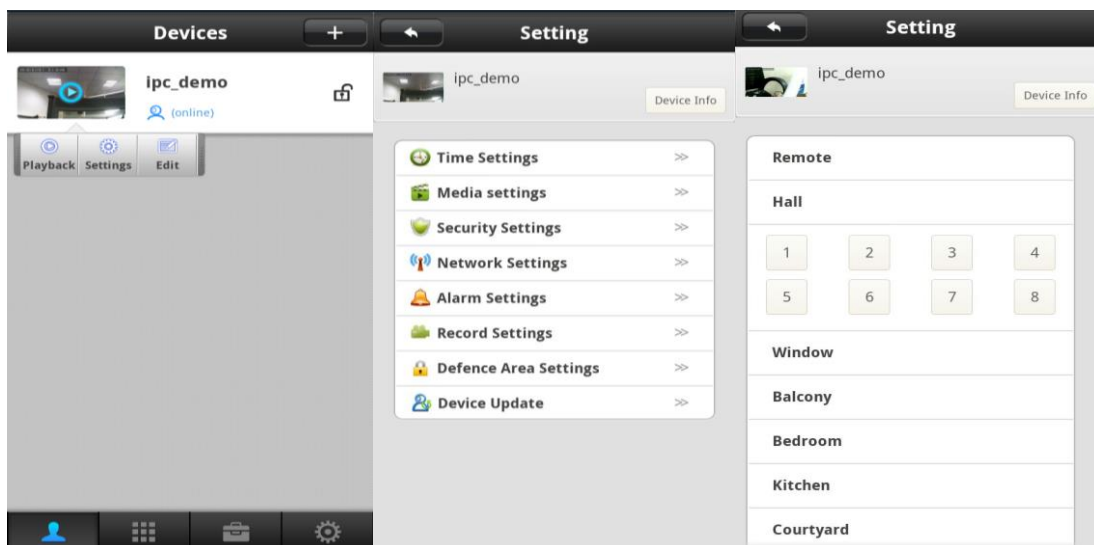 Devices
+
ipc_demo
(online)
Playback Settings Edit
Setting
ipc_demo
Device Info
Time Settings >>
Media settings >>
Security Settings >>
Network Settings >>
Alarm Settings >>
Record Settings >>
Defence Area Settings >>
Device Update >>
Setting
ipc_demo
Device Info
Remote
Hall
1 2 3 4
5 6 7 8
Window
Balcony
Bedroom
Kitchen
Courtyard